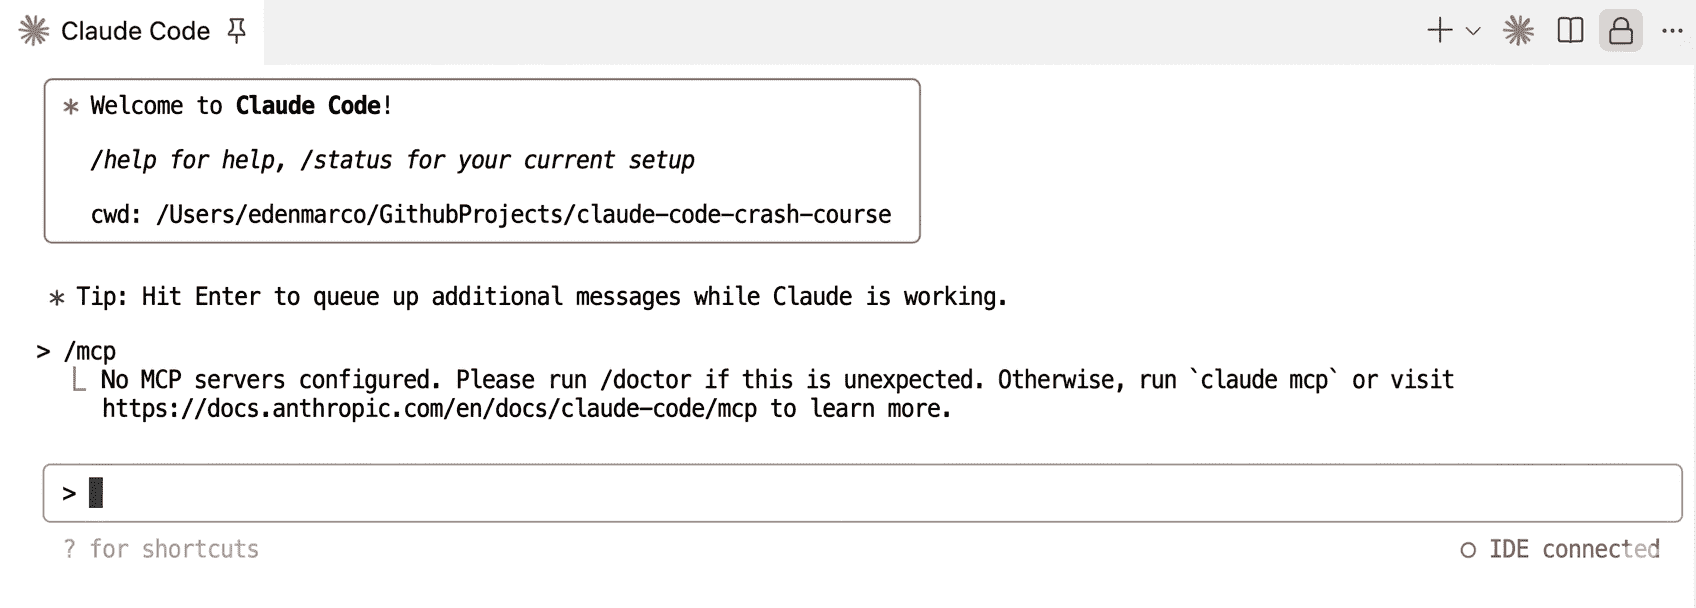 Claude Code
* Welcome to Claude Code!
/help for help, /status for your current setup
cwd: /Users/edenmarco/GithubProjects/claude-code-crash-course
* Tip: Hit Enter to queue up additional messages while Claude is working.
> /mcp
No MCP servers configured. Please run /doctor if this is unexpected. Otherwise, run `claude mcp` or visit
https://docs.anthropic.com/en/docs/claude-code/mcp to learn more.
>
? for shortcuts
IDE connected